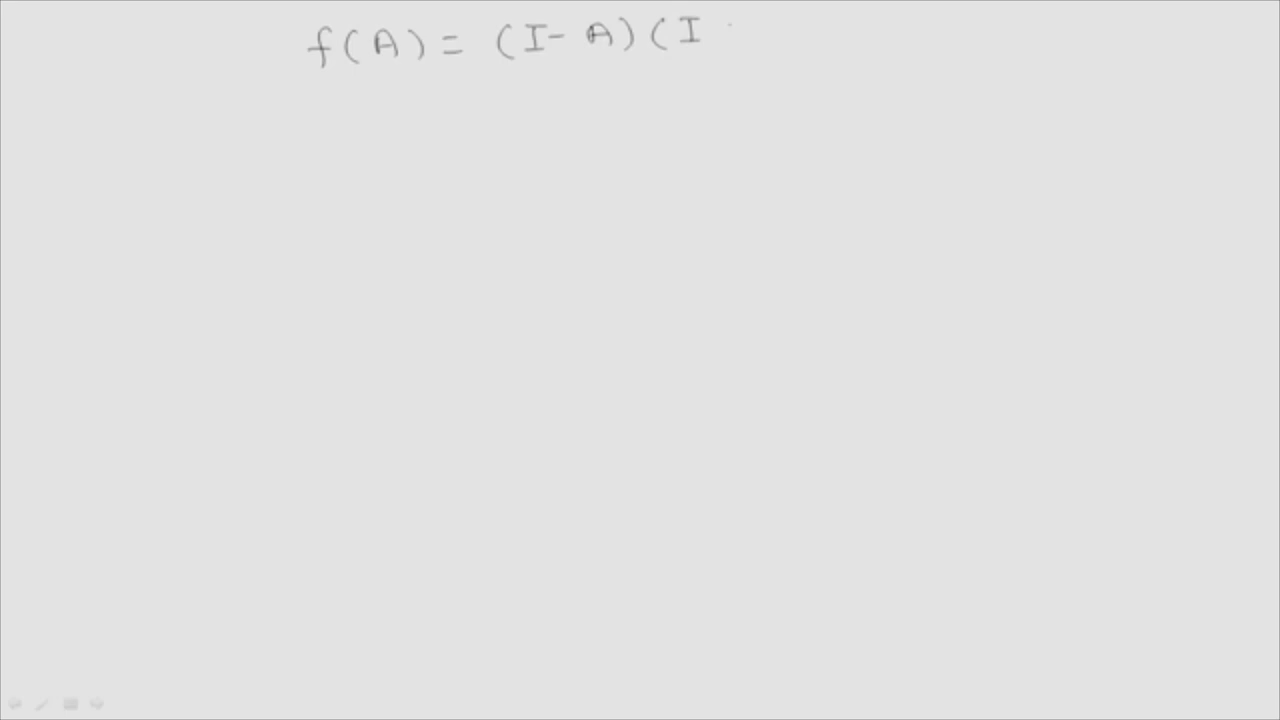 f(A) = (I - A) (I